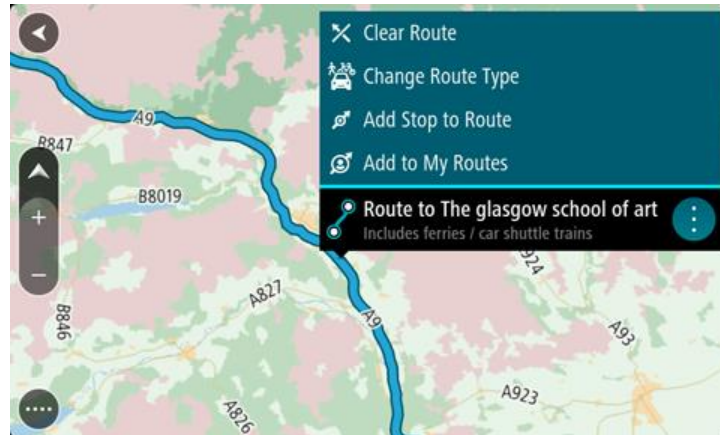 Clear Route
Change Route Type
Add Stop to Route
Add to My Routes
Route to The glasgow school of art
Includes ferries / car shuttle trains
A9
B847
B8019
+
−
A827
A9
B846
A826
A924
A93
A923